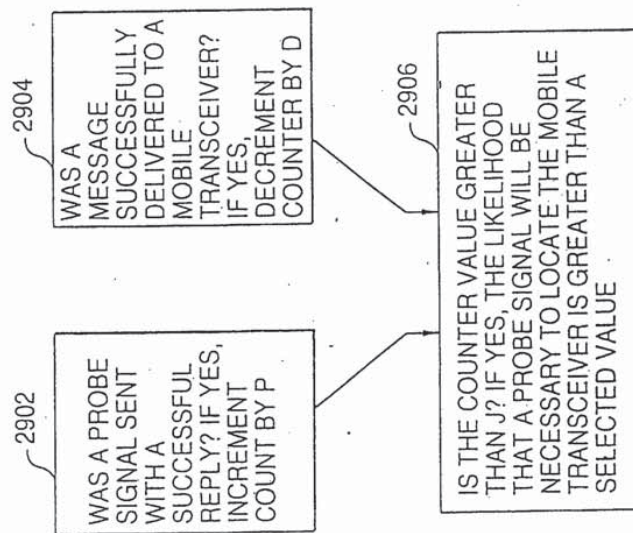 2902
WAS A PROBE
SIGNAL SENT
WITH A
SUCCESSFUL
REPLY? IF YES,
INCREMENT
COUNT BY P
2904
WAS A
MESSAGE
SUCCESSFULLY
DELIVERED TO A
MOBILE
TRANSCEIVER?
IF YES,
DECREMENT
COUNTER BY D
2906
IS THE COUNTER VALUE GREATER
THAN J? IF YES, THE LIKELIHOOD
THAT A PROBE SIGNAL WILL BE
NECESSARY TO LOCATE THE MOBILE
TRANSCEIVER IS GREATER THAN A
SELECTED VALUE